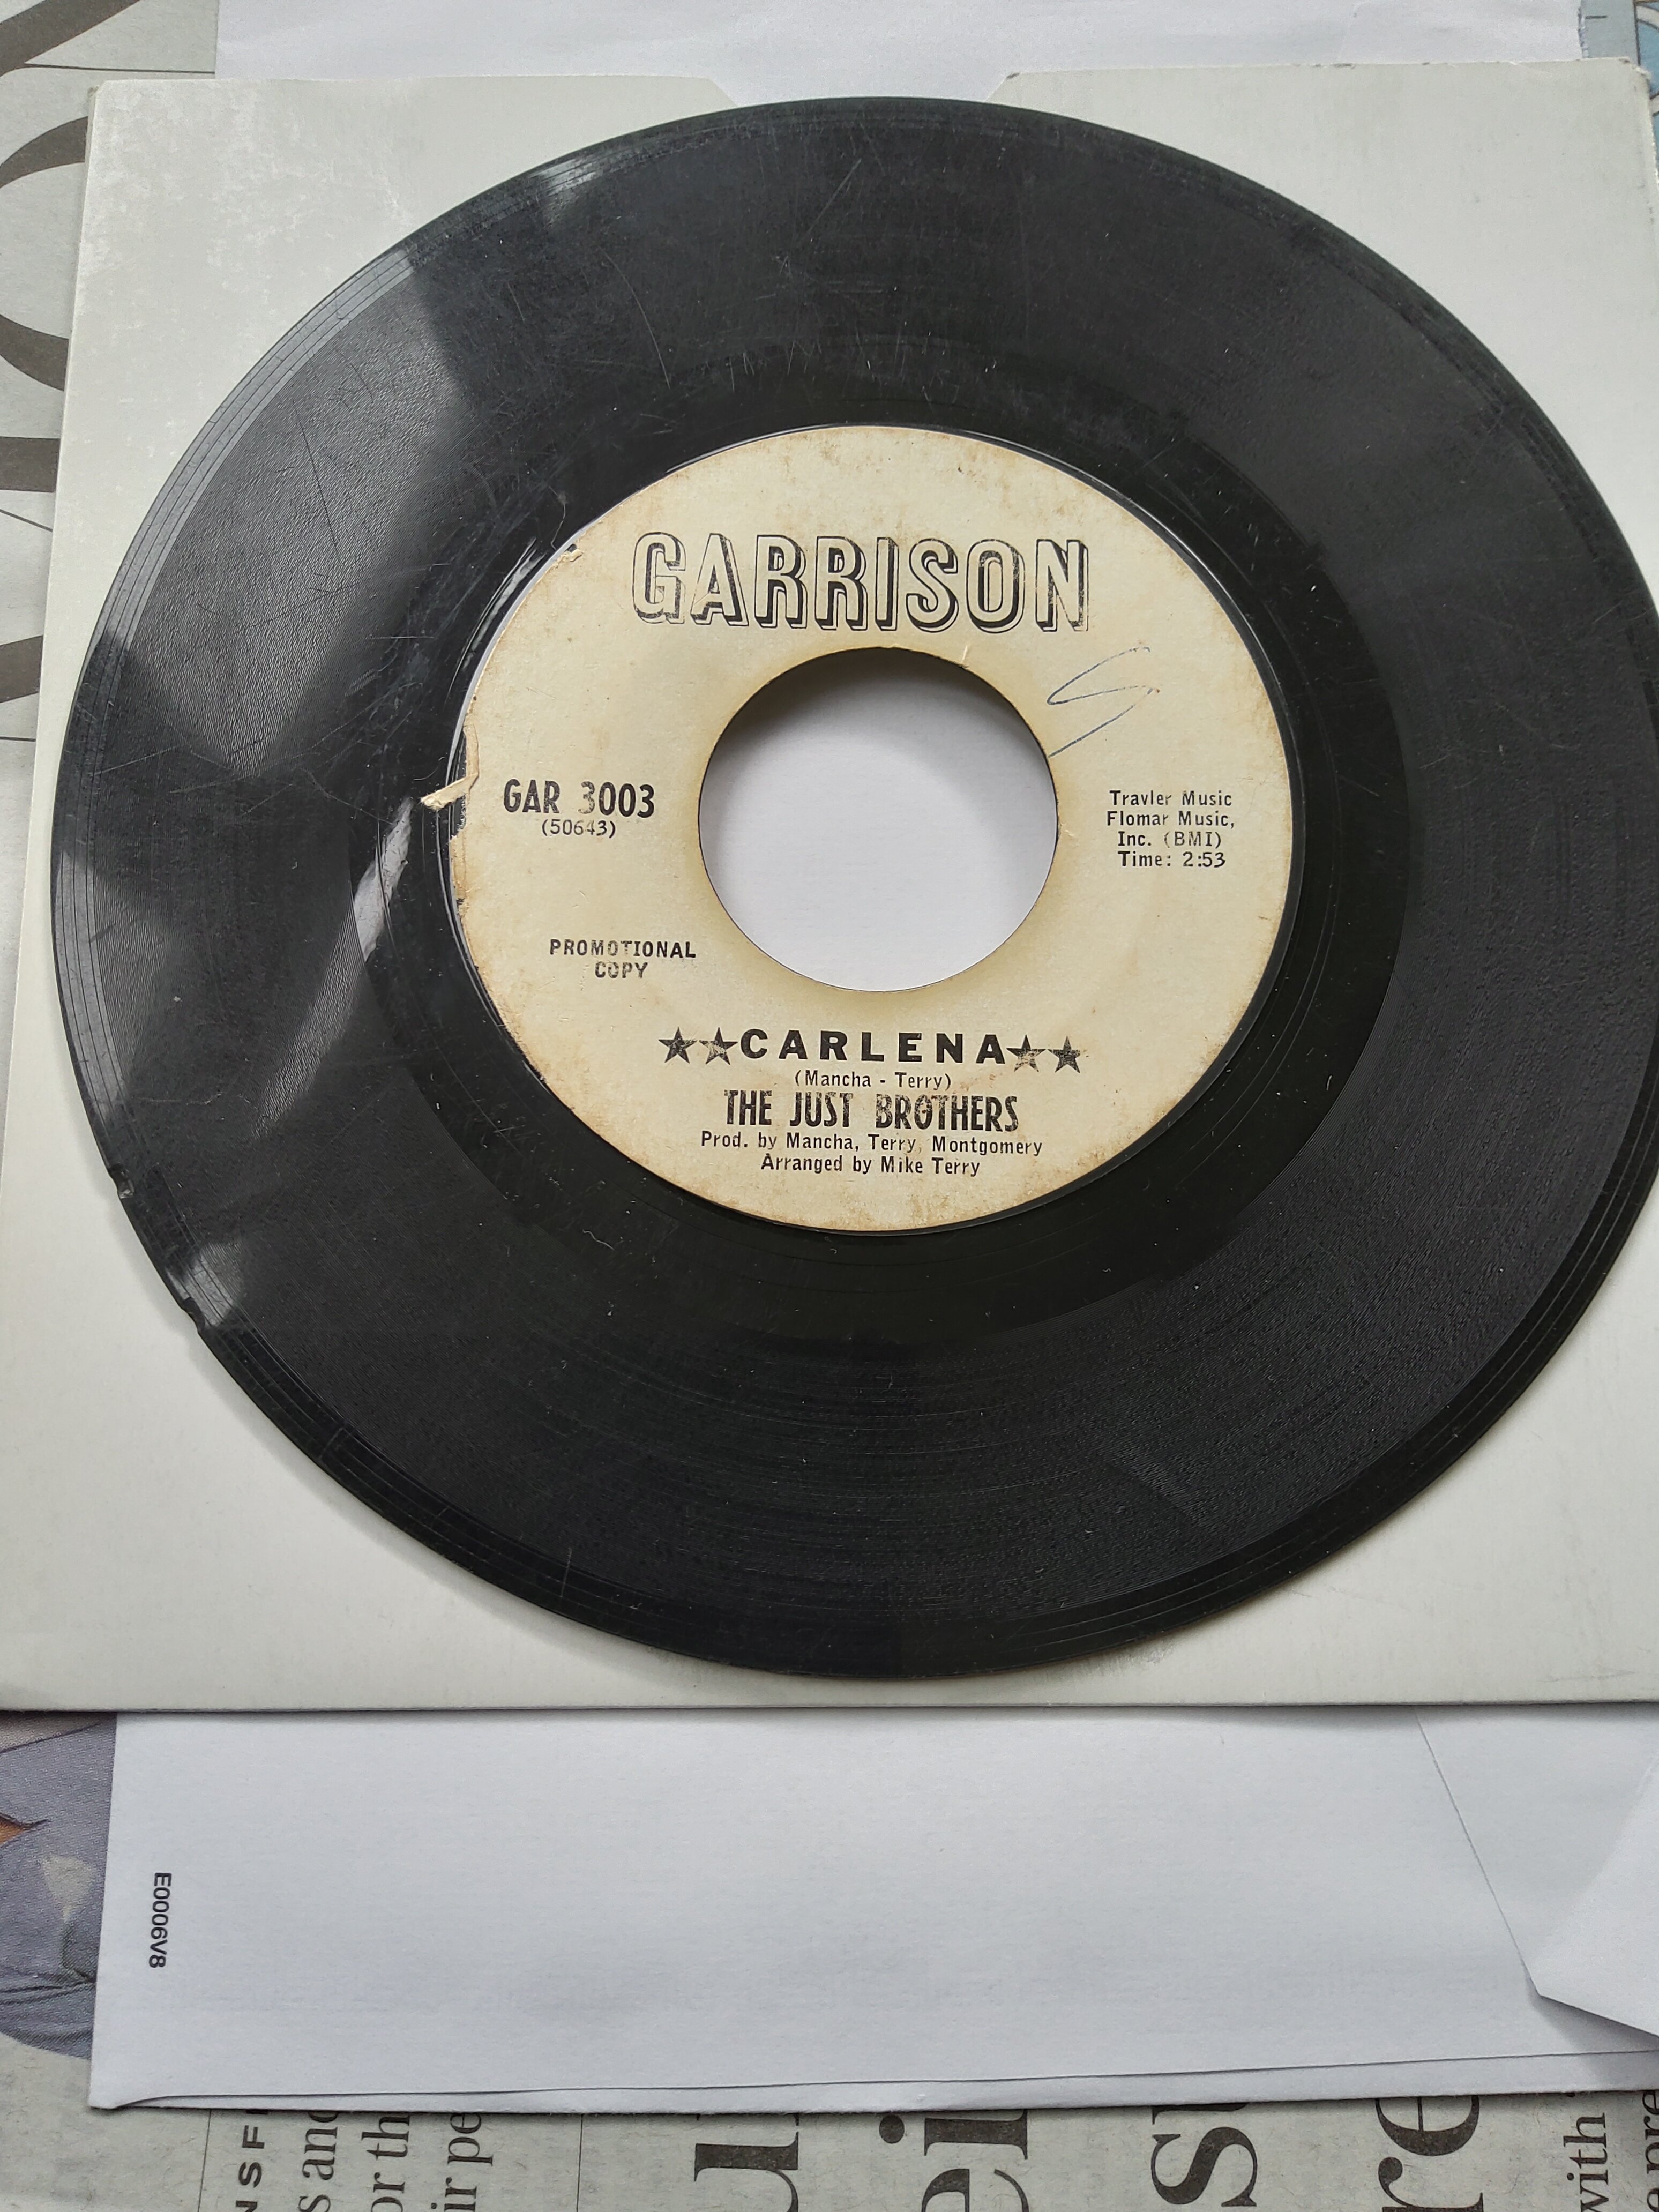 GARRISON
GAR 3003
(50643)
Travler Music
Flomar Music,
Inc. (BMI)
Time: 2:53
PROMOTIONAL
COPY
★★CARLENA★★
(Mancha - Terry)
THE JUST BROTHERS
Prod. by Mancha, Terry, Montgomery
Arranged by Mike Terry
E0006V8
with